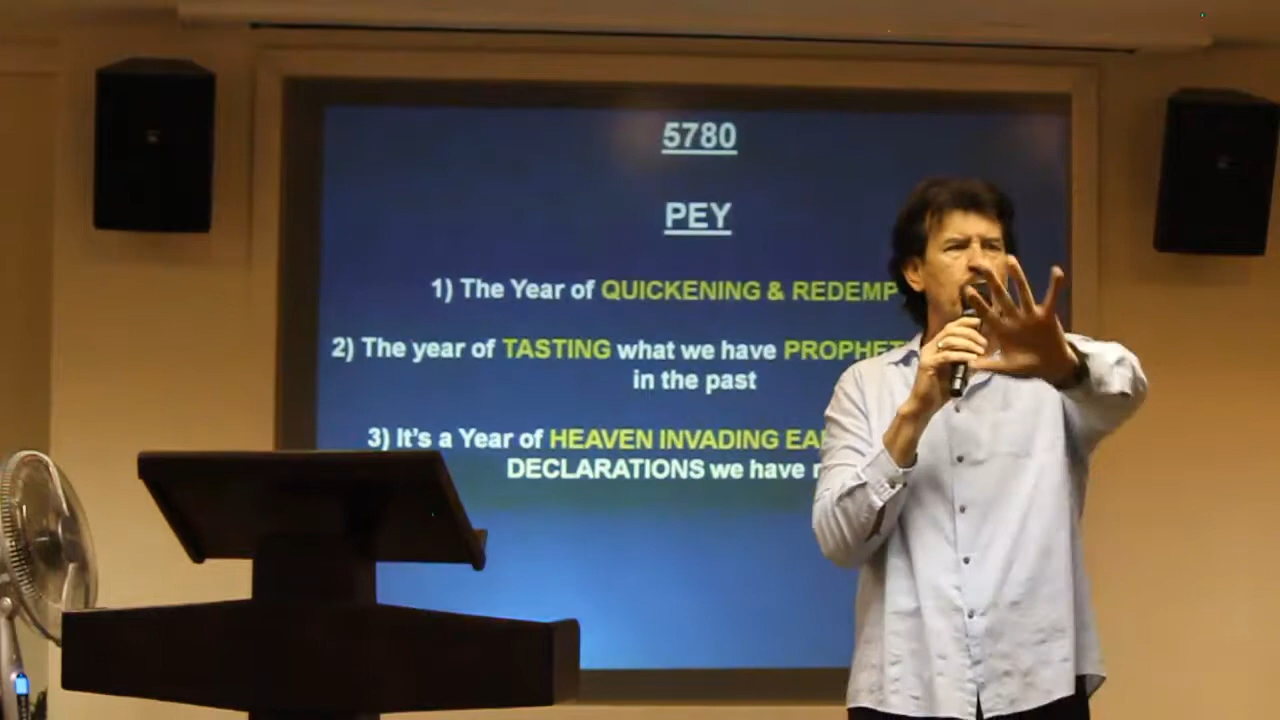 5780
PEY
1) The Year of QUICKENING & REDEMP
2) The year of TASTING what we have PROPHET
in the past
3) It's a Year of HEAVEN INVADING EA
DECLARATIONS we have